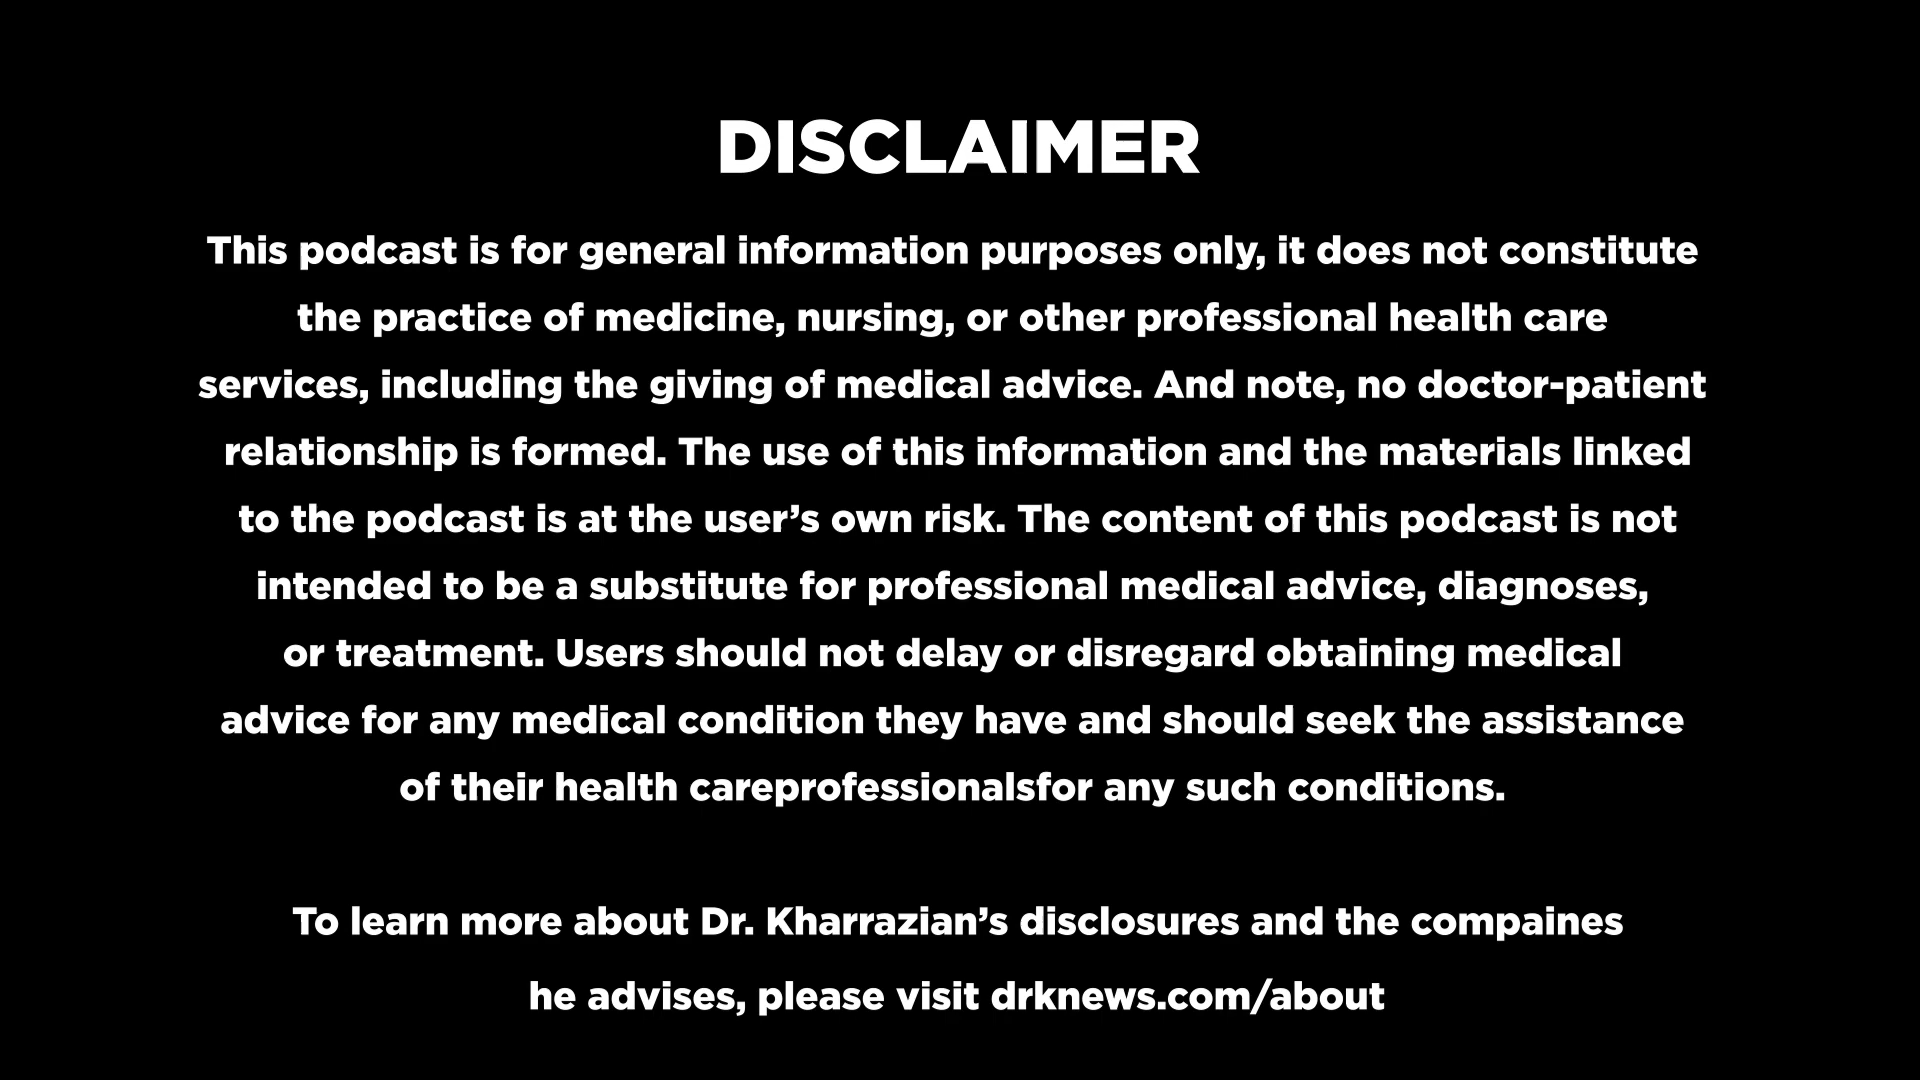 DISCLAIMER
This podcast is for general information purposes only, it does not constitute
the practice of medicine, nursing, or other professional health care
services, including the giving of medical advice. And note, no doctor-patient
relationship is formed. The use of this information and the materials linked
to the podcast is at the user’s own risk. The content of this podcast is not
intended to be a substitute for professional medical advice, diagnoses,
or treatment. Users should not delay or disregard obtaining medical
advice for any medical condition they have and should seek the assistance
of their health careprofessionalsfor any such conditions.
To learn more about Dr. Kharrazian’s disclosures and the compaines
he advises, please visit drknews.com/about